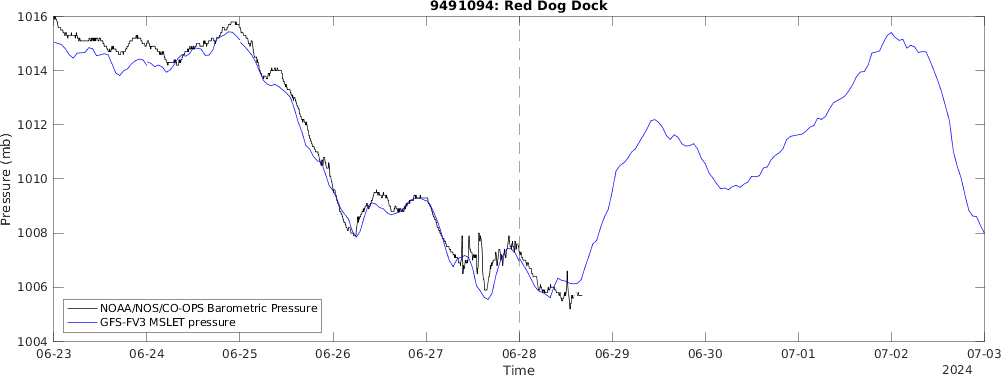 9491094: Red Dog Dock
Pressure (mb)
1016
1014
1012
1010
1008
1006
1004
NOAA/NOS/CO-OPS Barometric Pressure
GFS-FV3 MSLET pressure
06-23 06-24 06-25 06-26 06-27 06-28 06-29 06-30 07-01 07-02 07-03
Time
2024